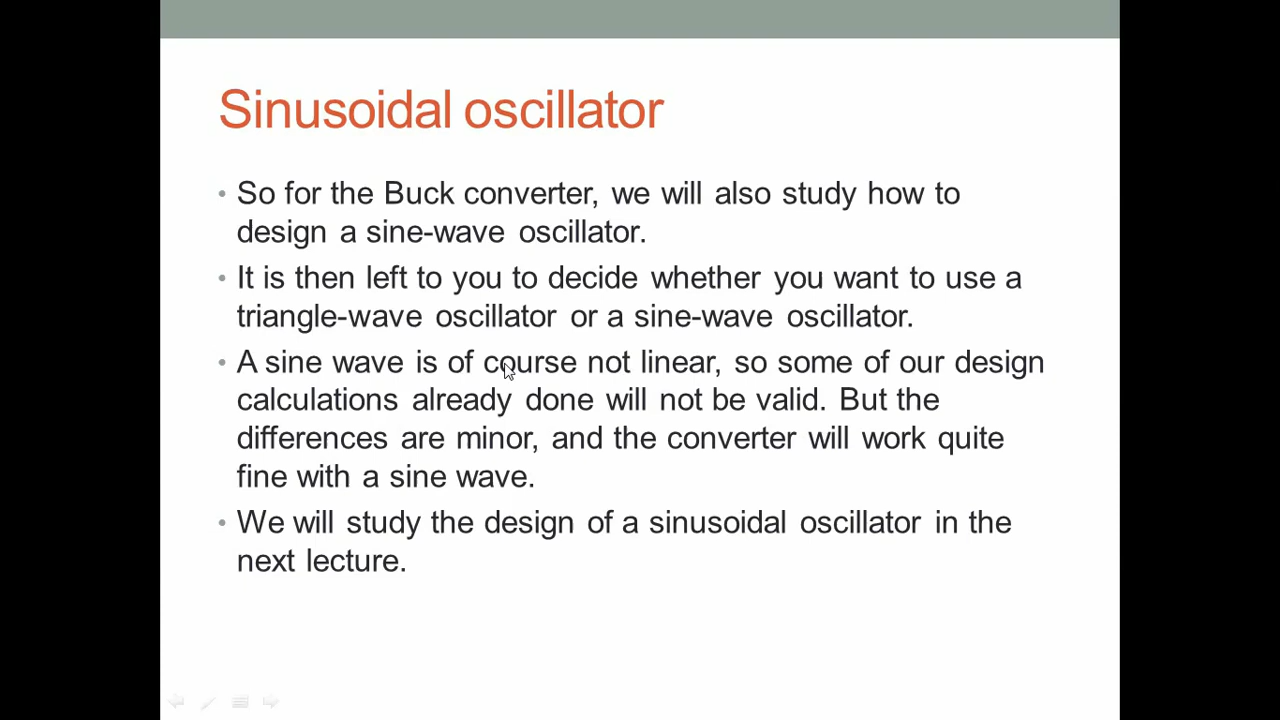 Sinusoidal oscillator
• So for the Buck converter, we will also study how to
design a sine-wave oscillator.
• It is then left to you to decide whether you want to use a
triangle-wave oscillator or a sine-wave oscillator.
• A sine wave is of course not linear, so some of our design
calculations already done will not be valid. But the
differences are minor, and the converter will work quite
fine with a sine wave.
• We will study the design of a sinusoidal oscillator in the
next lecture.